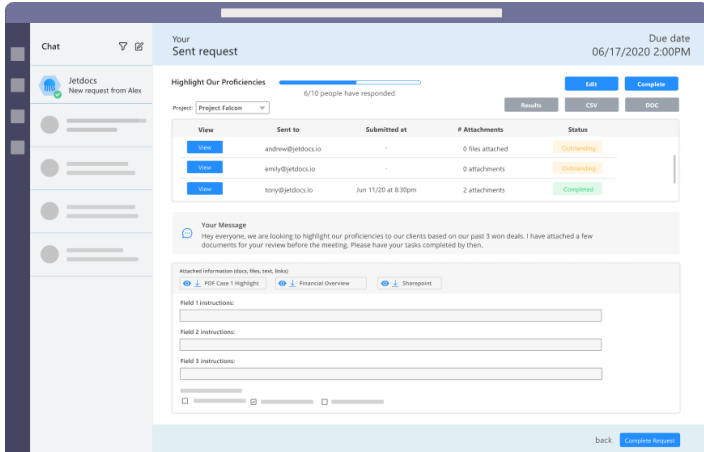 Chat
Jetdocs
New request from Alex
Your
Sent request
Due date
06/17/2020 2:00PM
Highlight Our Proficiencies
6/10 people have responded
Edit
Complete
Project: Project Falcon
Results
CSV
DOC
View Sent to Submitted at # Attachments Status
View andrew@jetdocs.io - 0 files attached Outstanding
View emily@jetdocs.io - 0 attachments Outstanding
View tony@jetdocs.io Jun 11/20 at 8:30pm 2 attachments Completed
Your Message
Hey everyone, we are looking to highlight our proficiencies to our clients based on our past 3 won deals. I have attached a few
documents for your review before the meeting. Please have your tasks completed by then.
Attached information (docs, files, text, links)
PDF Case 1 Highlight
Financial Overview
Sharepoint
Field 1 instructions:
Field 2 instructions:
Field 3 instructions:
back
Complete Request